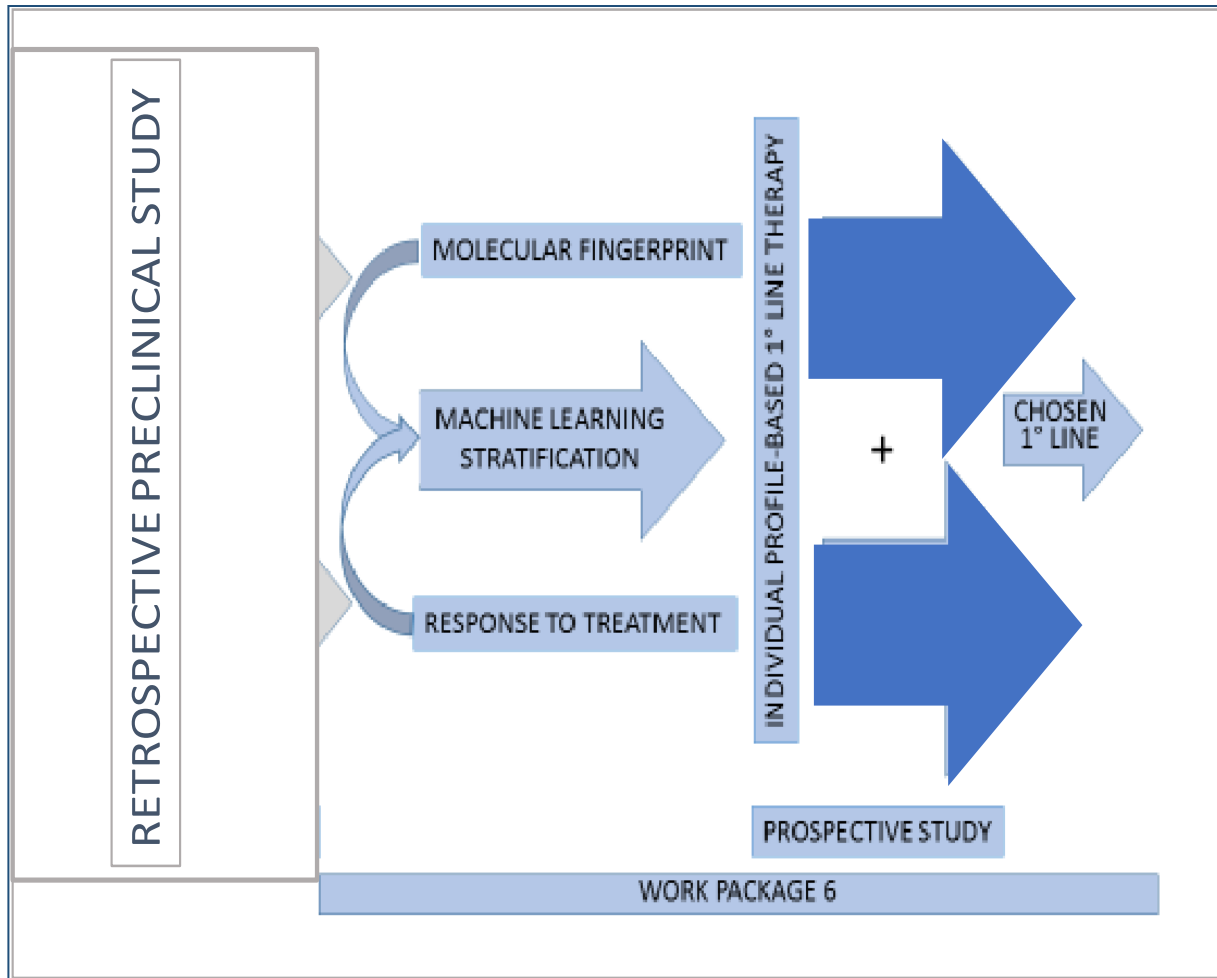 RETROSPECTIVE PRECLINICAL STUDY
MOLECULAR FINGERPRINT
MACHINE LEARNING
STRATIFICATION
RESPONSE TO TREATMENT
INDIVIDUAL PROFILE-BASED 1° LINE THERAPY
+
CHOSEN
1° LINE
PROSPECTIVE STUDY
WORK PACKAGE 6